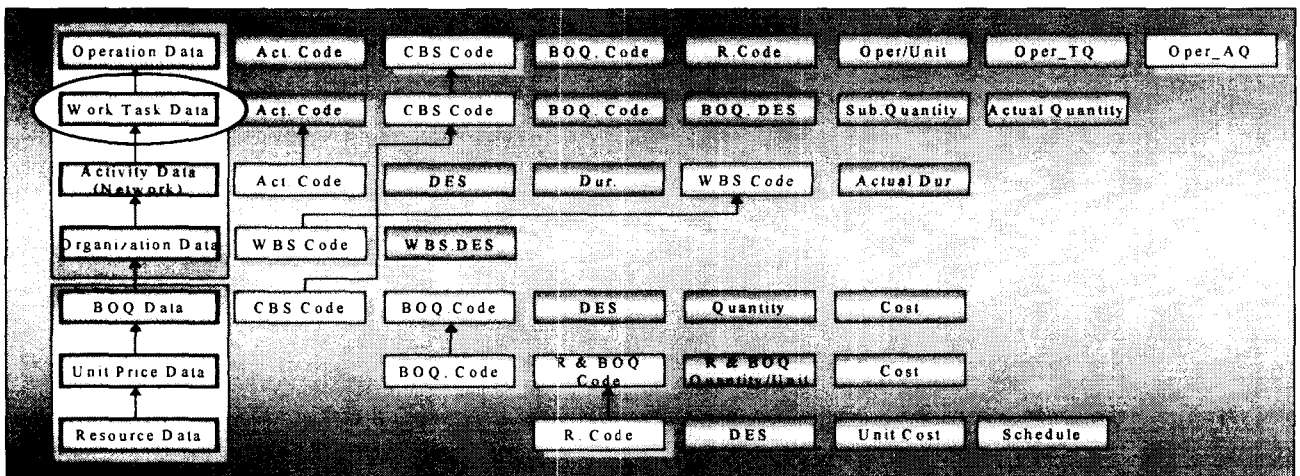 Operation Data Act. Code CBS Code BOQ. Code R.Code Oper/Unit Oper_TQ Oper_AQ
Work Task Data Act. Code CBS Code BOQ. Code BOQ. DES Sub.Quantity Actual Quantity
Activity Data
(Network) Act. Code DES Dur. WBS Code Actual Dur
Organization Data WBS Code WBS.DES
BOQ Data CBS Code BOQ Code DES Quantity Cost
Unit Price Data BOQ. Code R & BOQ
Code R & BOQ
Quantity/Unit Cost
Resource Data R. Code DES Unit Cost Schedule